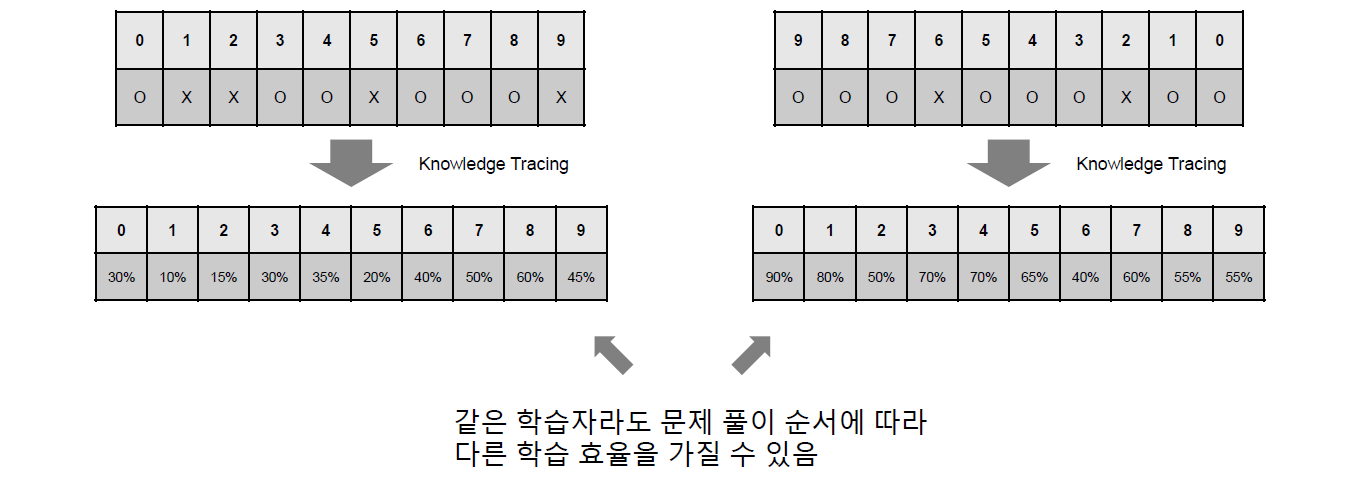 0 1 2 3 4 5 6 7 8 9
O X X O O X O O O X
Knowledge Tracing
0 1 2 3 4 5 6 7 8 9
30% 10% 15% 30% 35% 20% 40% 50% 60% 45%
9 8 7 6 5 4 3 2 1 0
O O O X O O O X O O
Knowledge Tracing
0 1 2 3 4 5 6 7 8 9
90% 80% 50% 70% 70% 65% 40% 60% 55% 55%
같은 학습자라도 문제 풀이 순서에 따라
다른 학습 효율을 가질 수 있음